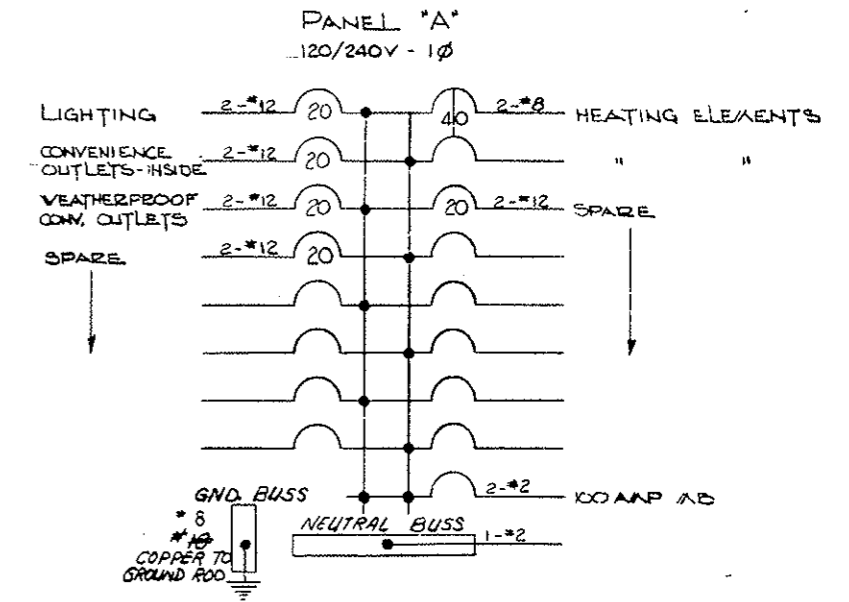 PANEL "A"
120/240V - 1Ø
LIGHTING 2-#12 20 40 2-#8 HEATING ELEMENTS
CONVENIENCE
OUTLETS-INSIDE 2-#12 20 " "
WEATHERPROOF
CONV. OUTLETS 2-#12 20 20 2-#12 SPARE
SPARE 2-#12 20
2-#2 100 AMP MB
GND. BUSS
#8
#10
COPPER TO
GROUND ROD
NEUTRAL BUSS
1-#2